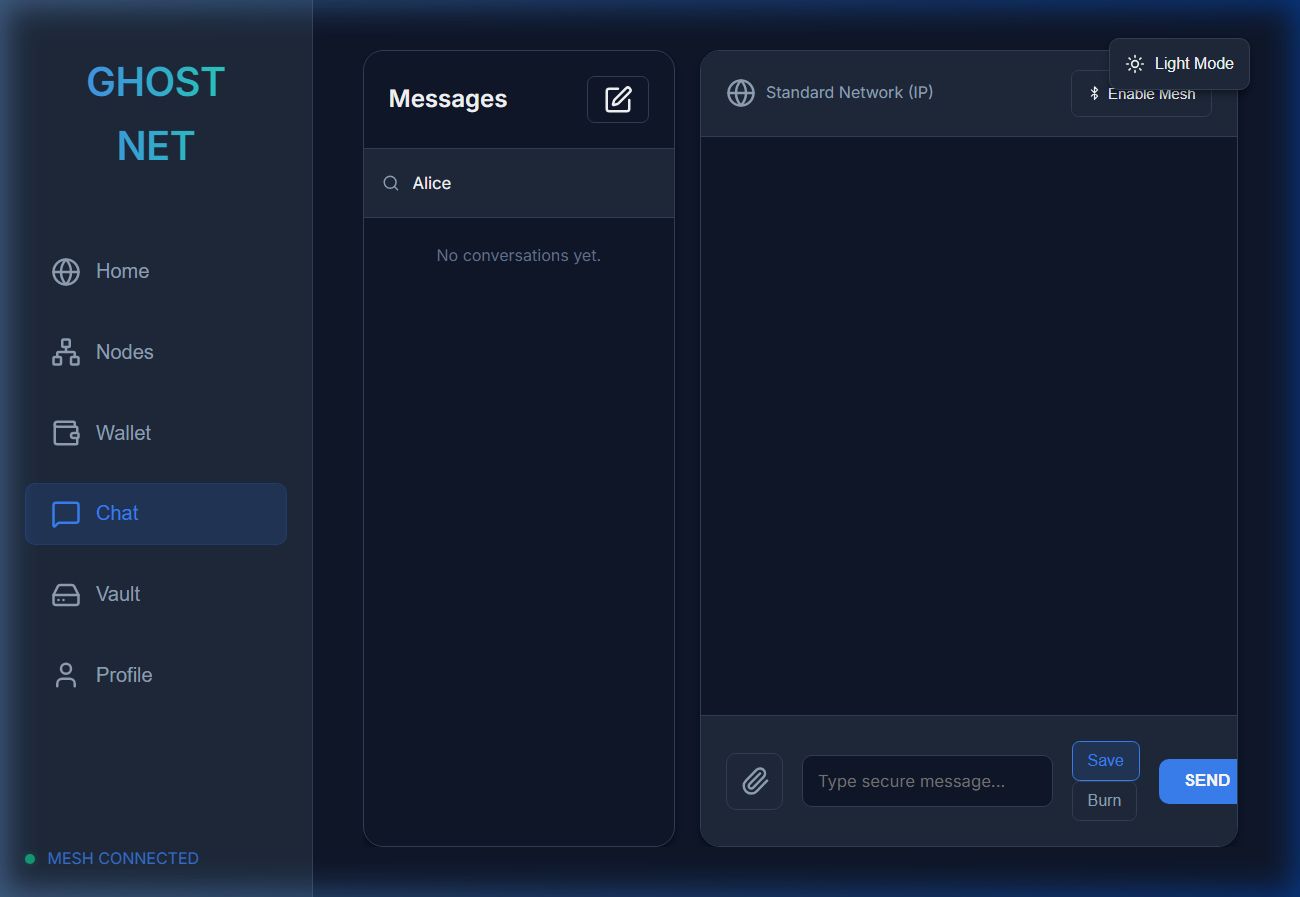 GHOST
NET
Home
Nodes
Wallet
Chat
Vault
Profile
MESH CONNECTED
Messages
Alice
No conversations yet.
Standard Network (IP)
Light Mode
Enable Mesh
Type secure message...
Save
Burn
SEND